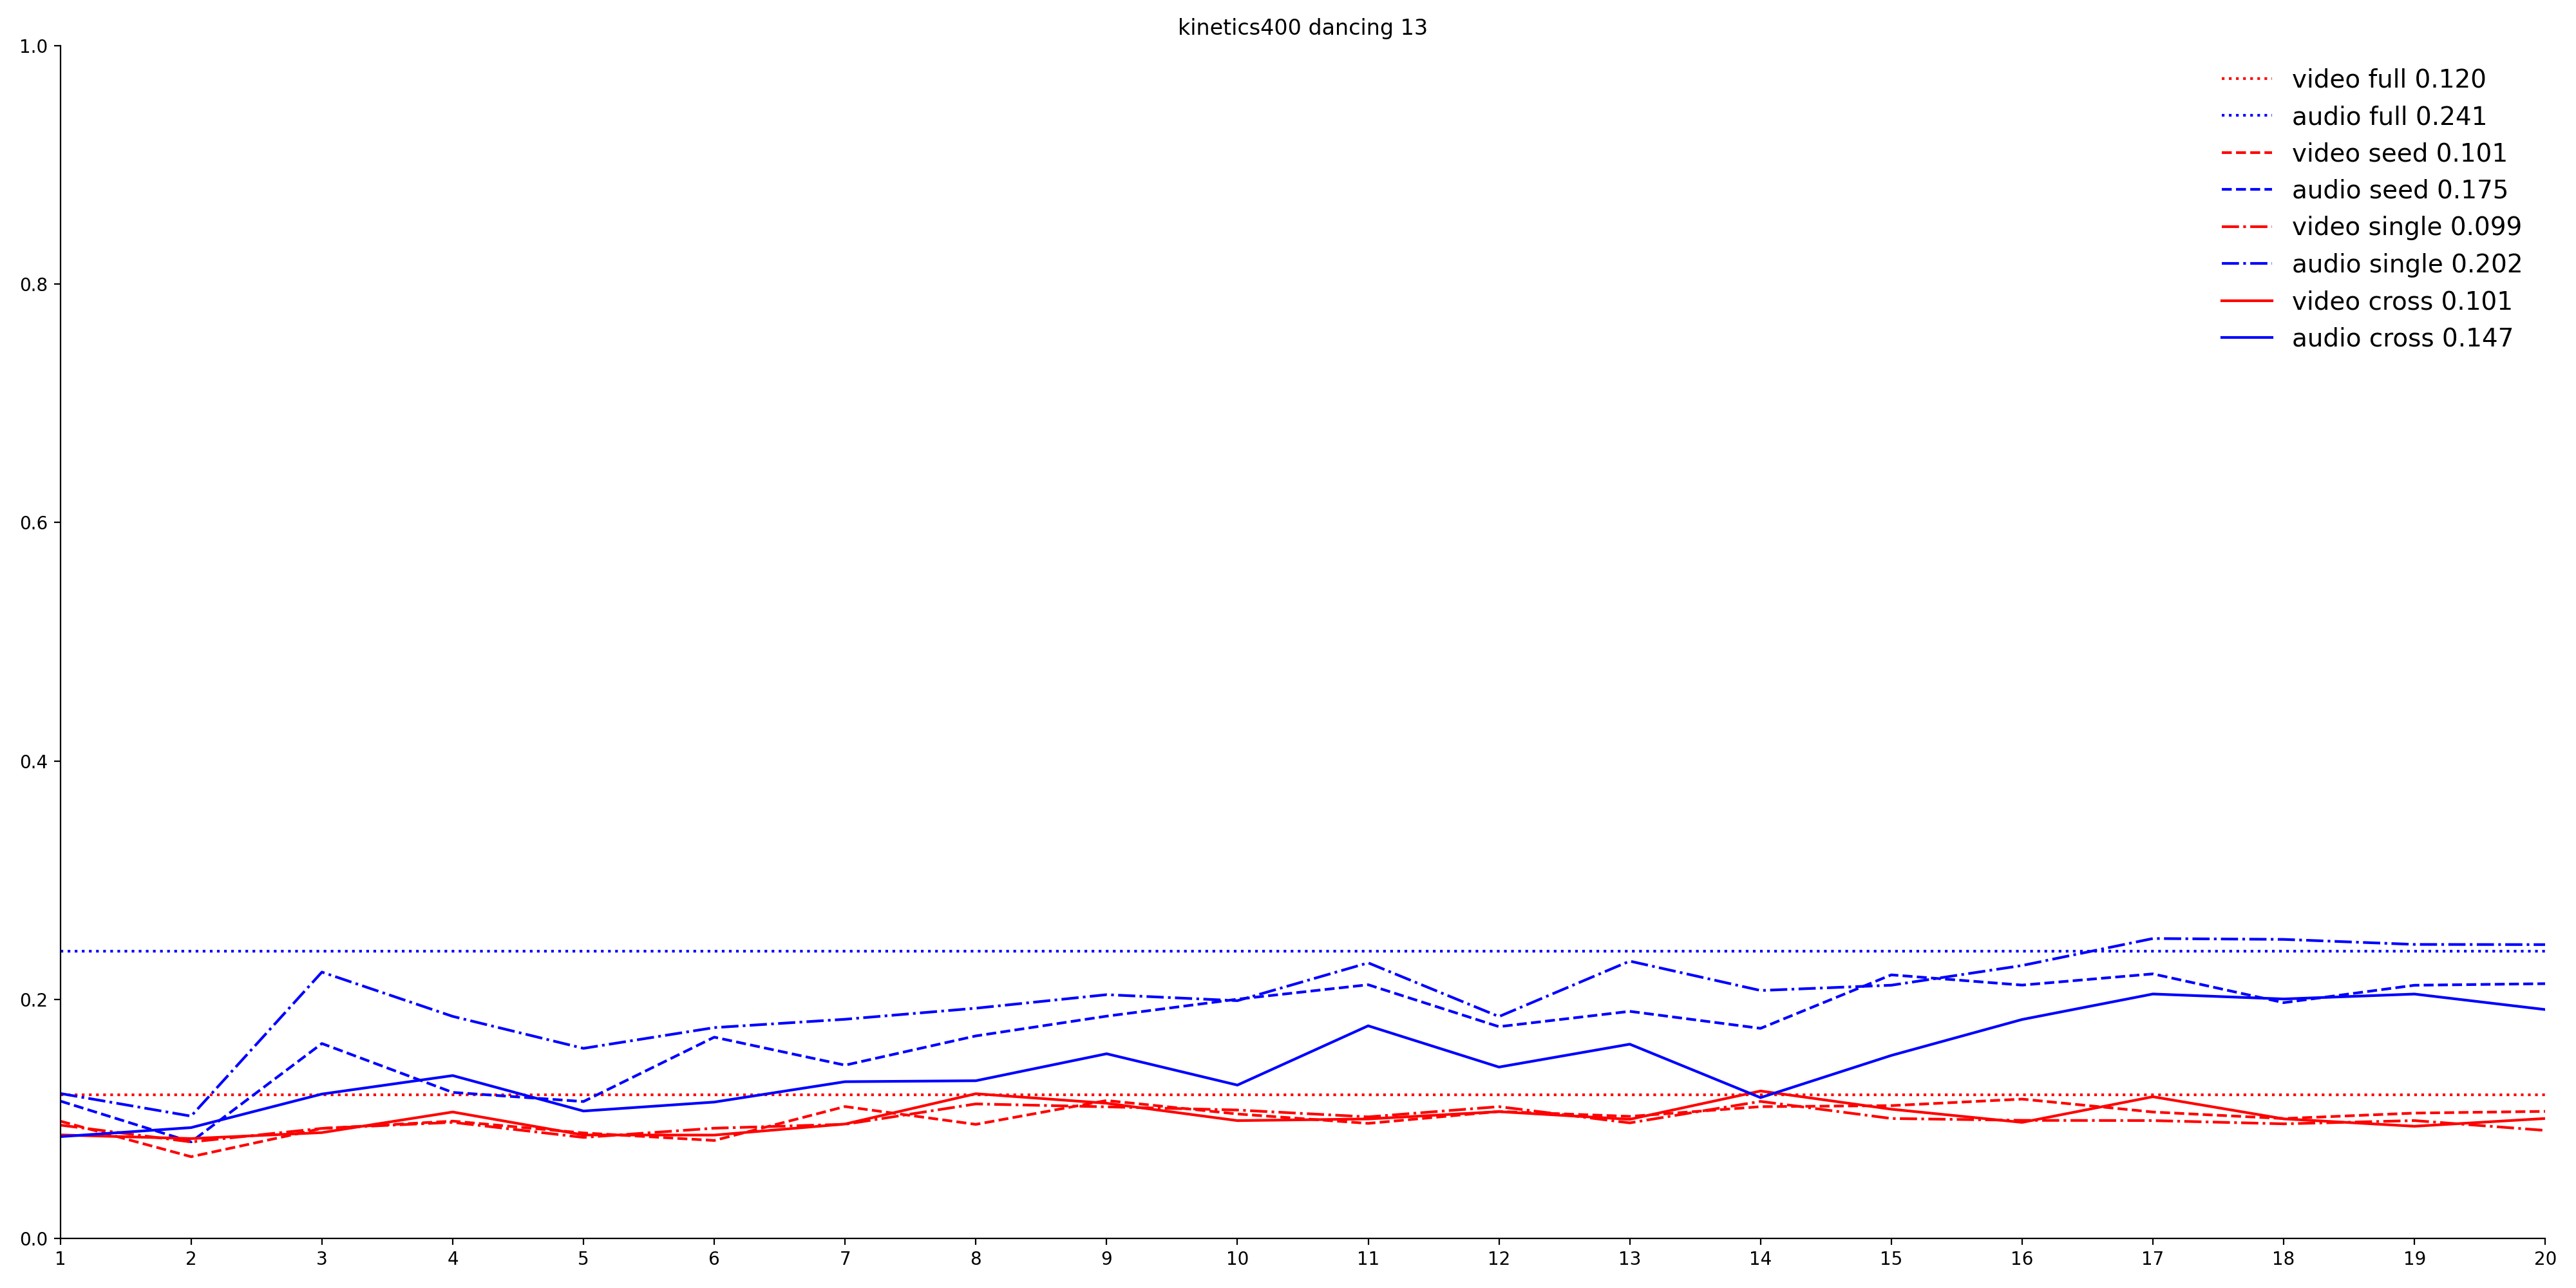 kinetics400 dancing 13
1.0
0.8
0.6
0.4
0.2
0.0
video full 0.120
audio full 0.241
video seed 0.101
audio seed 0.175
video single 0.099
audio single 0.202
video cross 0.101
audio cross 0.147
1 2 3 4 5 6 7 8 9 10 11 12 13 14 15 16 17 18 19 20